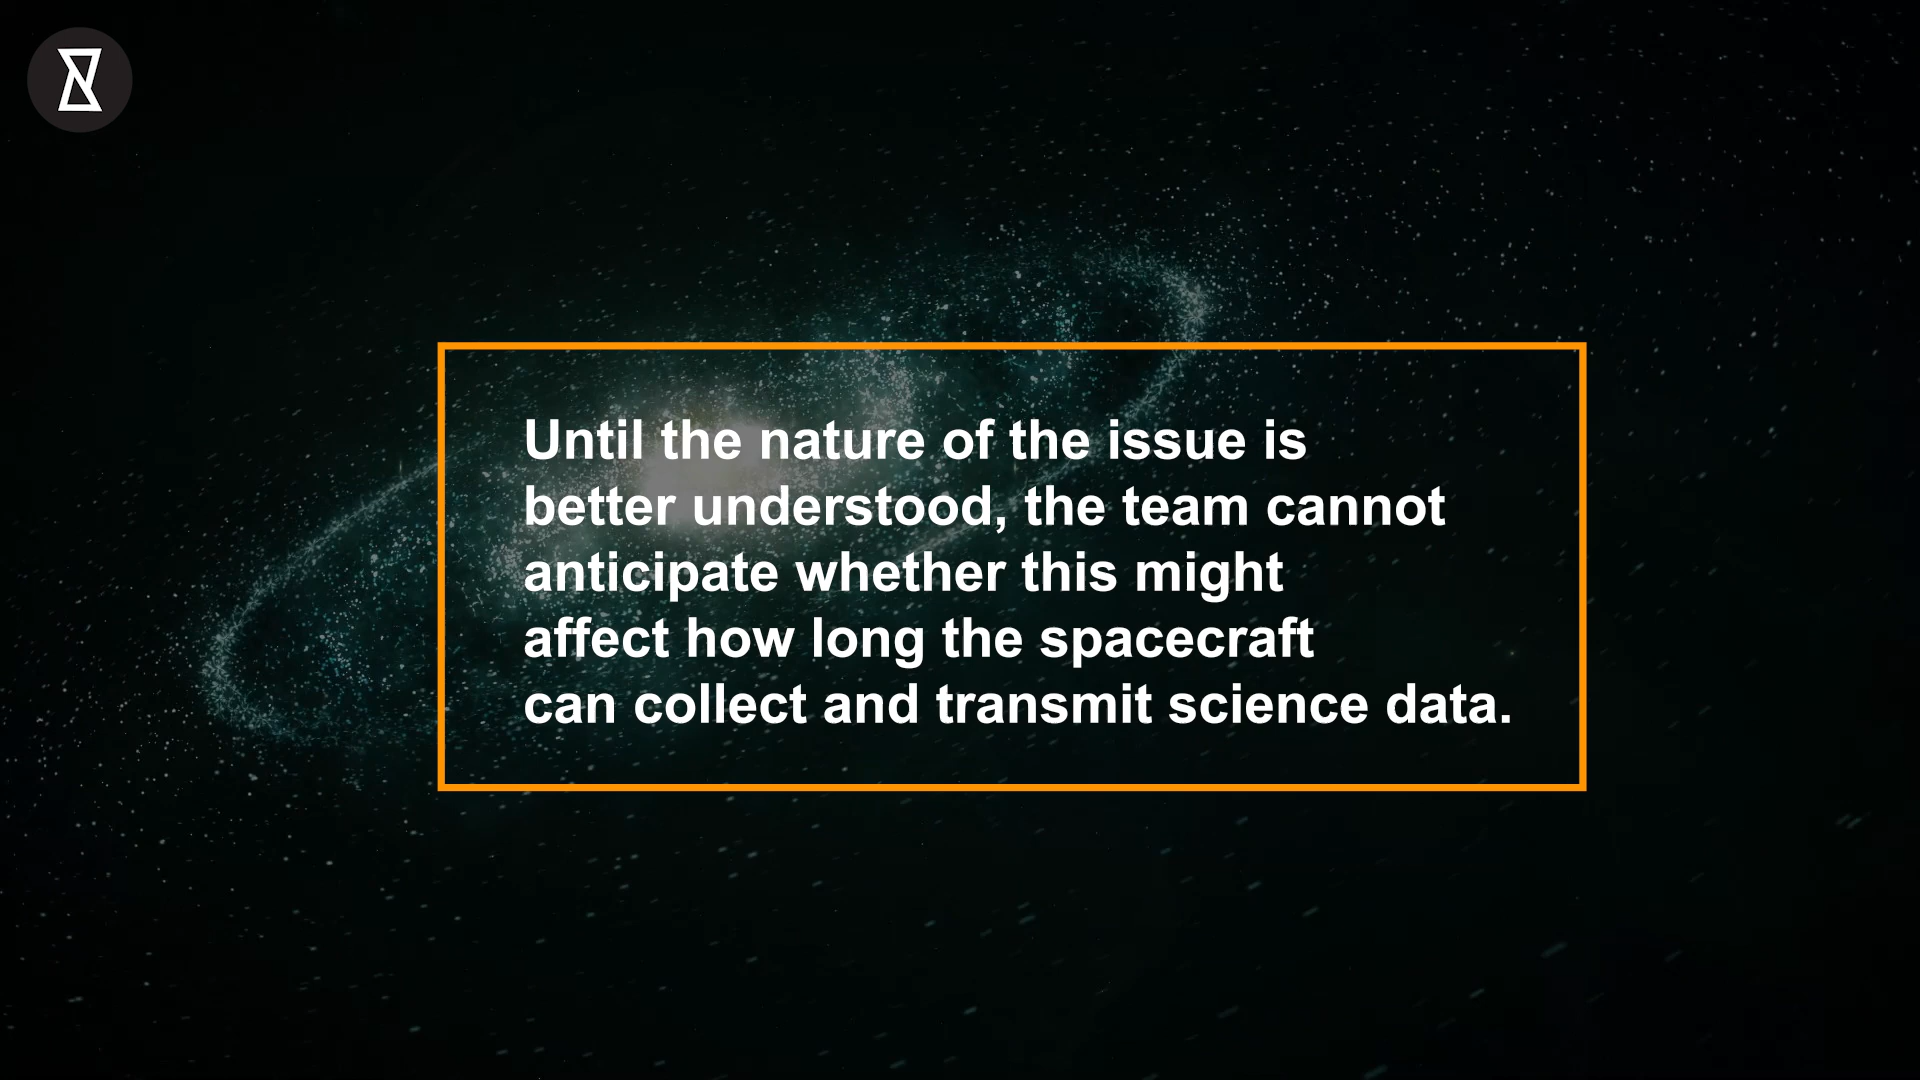 Until the nature of the issue is
better understood, the team cannot
anticipate whether this might
affect how long the spacecraft
can collect and transmit science data.